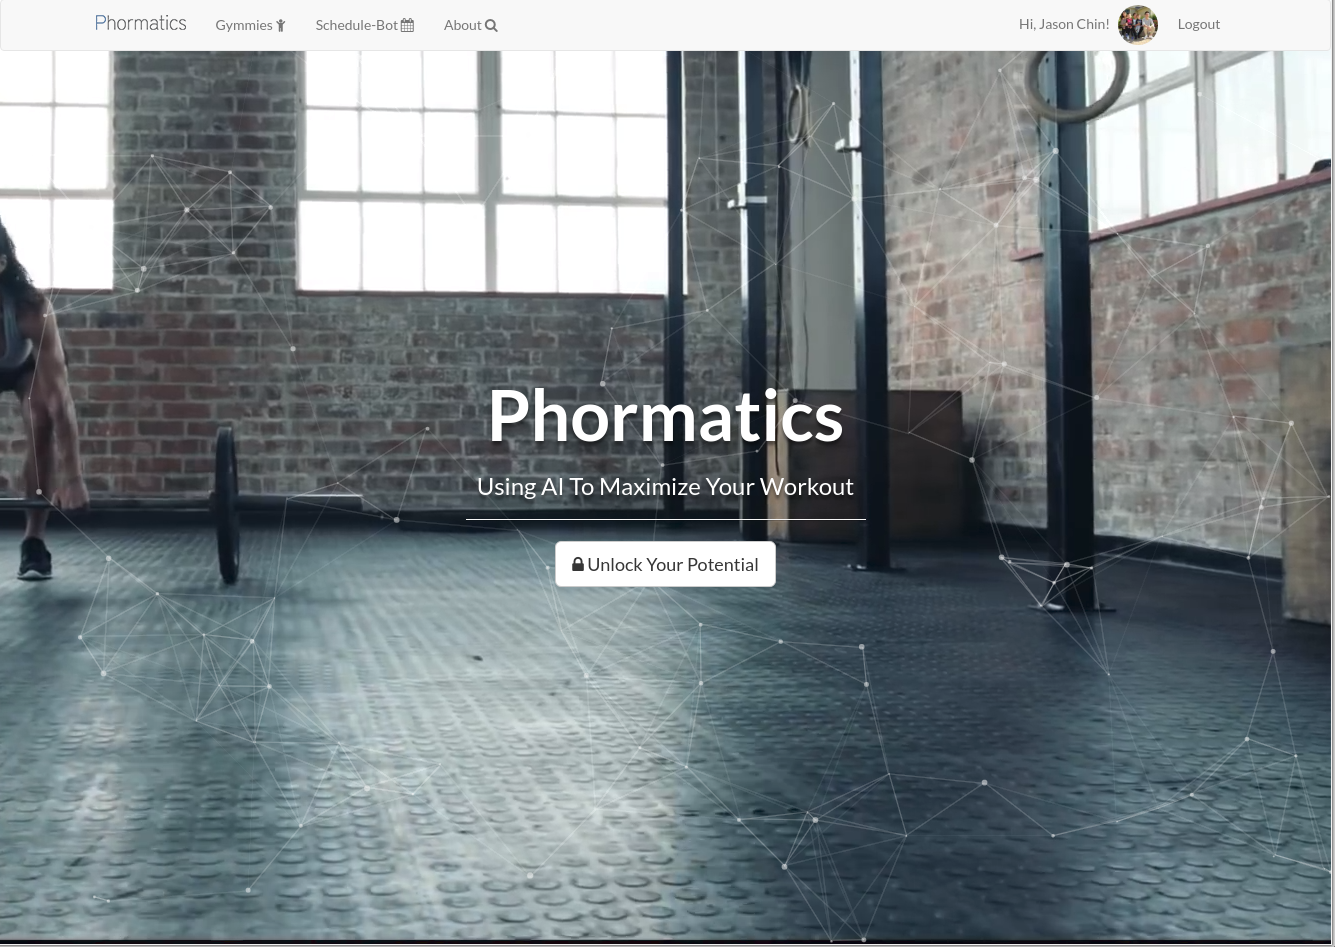 Phormatics Gymmies Schedule-Bot About Hi, Jason Chin! Logout
Phormatics
Using AI To Maximize Your Workout
Unlock Your Potential